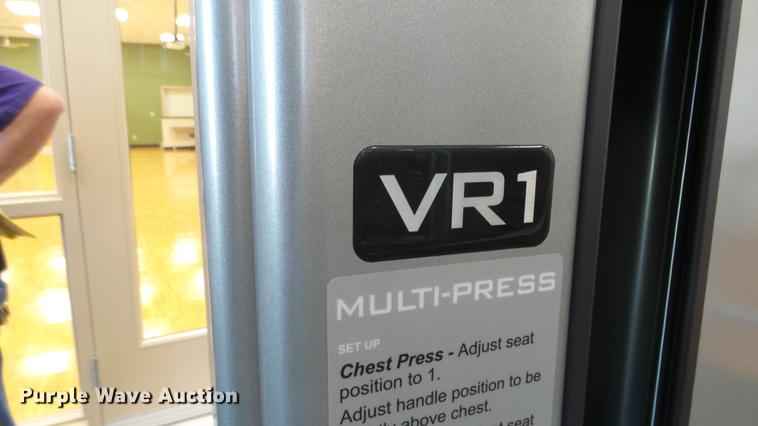 VR1
MULTI-PRESS
SET UP
Chest Press - Adjust seat
position to 1.
Adjust handle position to be
above chest.
seat
Purple Wave Auction